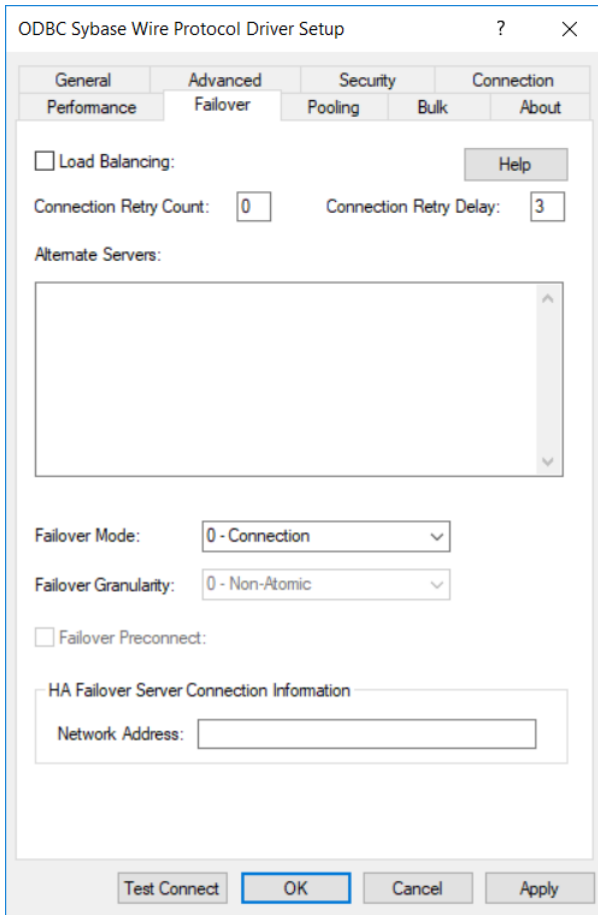 ODBC Sybase Wire Protocol Driver Setup ?
General Advanced Security Connection
Performance Failover Pooling Bulk About
Load Balancing: Help
Connection Retry Count: 0 Connection Retry Delay: 3
Alternate Servers:
Failover Mode: 0 - Connection
Failover Granularity: 0 - Non-Atomic
Failover Preconnect:
HA Failover Server Connection Information
Network Address:
Test Connect OK Cancel Apply